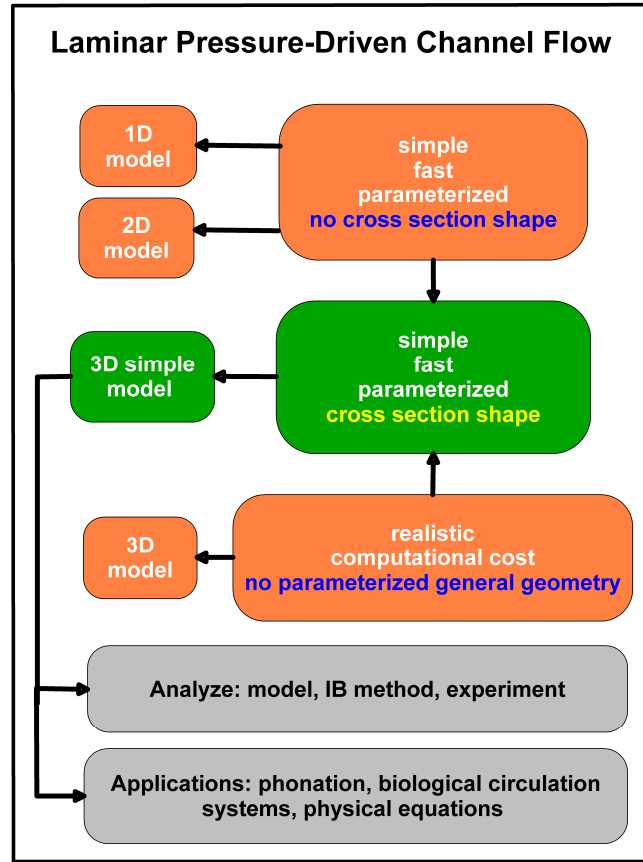 Laminar Pressure-Driven Channel Flow
1D
model
2D
model
simple
fast
parameterized
no cross section shape
3D simple
model
simple
fast
parameterized
cross section shape
3D
model
realistic
computational cost
no parameterized general geometry
Analyze: model, IB method, experiment
Applications: phonation, biological circulation
systems, physical equations